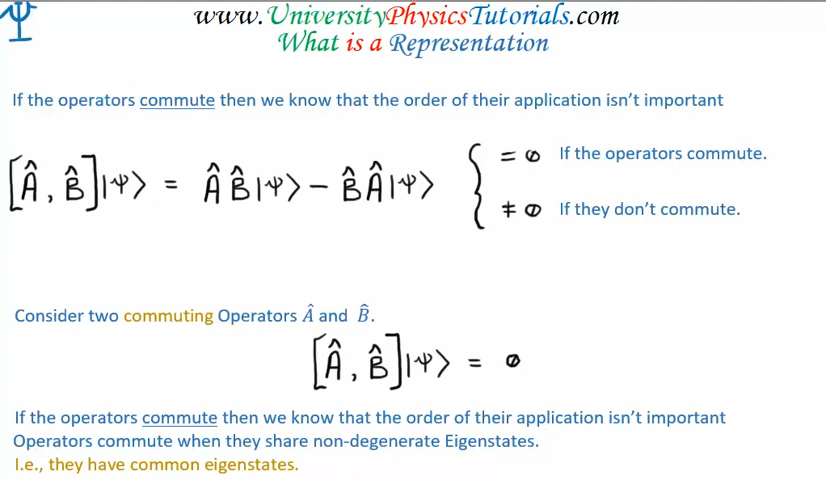 Ψ
www.UniversityPhysicsTutorials.com
What is a Representation
If the operators commute then we know that the order of their application isn't important
[Â, B̂]|Ψ⟩ = ÂB̂|Ψ⟩ − B̂Â|Ψ⟩ { = 0 If the operators commute.
≠ 0 If they don't commute.
Consider two commuting Operators Â and B̂.
[Â, B̂]|Ψ⟩ = 0
If the operators commute then we know that the order of their application isn't important
Operators commute when they share non-degenerate Eigenstates.
I.e., they have common eigenstates.